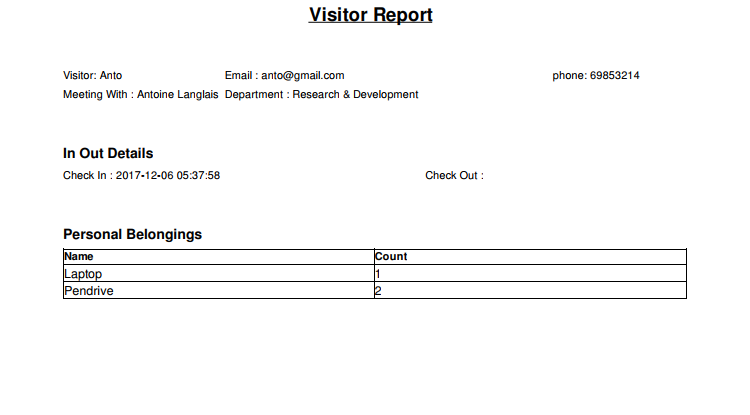 Visitor Report
Visitor: Anto Email : anto@gmail.com phone: 69853214
Meeting With : Antoine Langlais Department : Research & Development
In Out Details
Check In : 2017-12-06 05:37:58 Check Out :
Personal Belongings
Name Count
Laptop 1
Pendrive 2